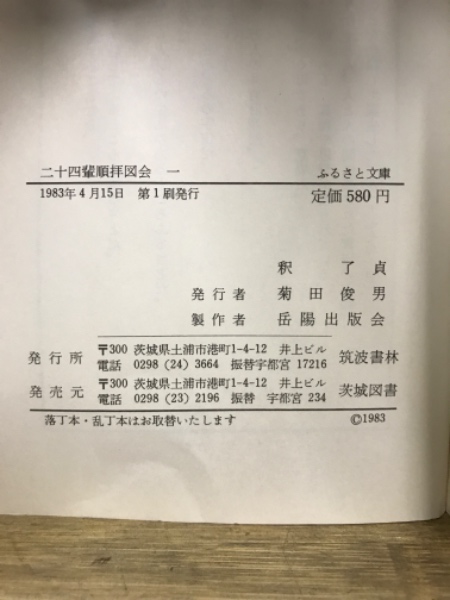 二十四輩順拝図会 一 ふるさと文庫
1983年4月15日 第1刷発行 定価580円
釈 了貞
発行者 菊田俊男
製作者 岳陽出版会
発行所 〒300 茨城県土浦市港町1-4-12 井上ビル 筑波書林
電話 0298(24)3664 振替宇都宮17216
発売元 〒300 茨城県土浦市港町1-4-12 井上ビル 茨城図書
電話 0298(23)2196 振替 宇都宮 234
落丁本・乱丁本はお取替いたします ©1983